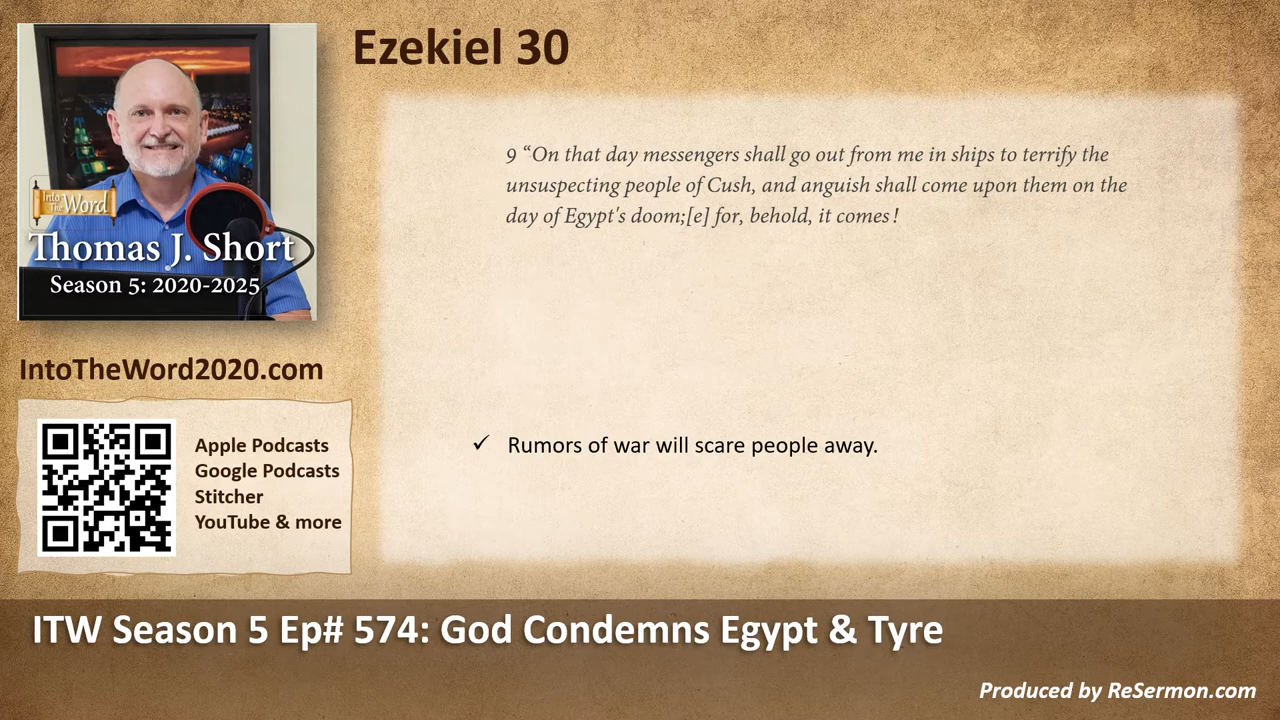 Ezekiel 30
9 “On that day messengers shall go out from me in ships to terrify the
unsuspecting people of Cush, and anguish shall come upon them on the
day of Egypt's doom;[e] for, behold, it comes!
✓ Rumors of war will scare people away.
Into
The Word
Thomas J. Short
Season 5: 2020-2025
IntoTheWord2020.com
Apple Podcasts
Google Podcasts
Stitcher
YouTube & more
ITW Season 5 Ep# 574: God Condemns Egypt & Tyre
Produced by ReSermon.com